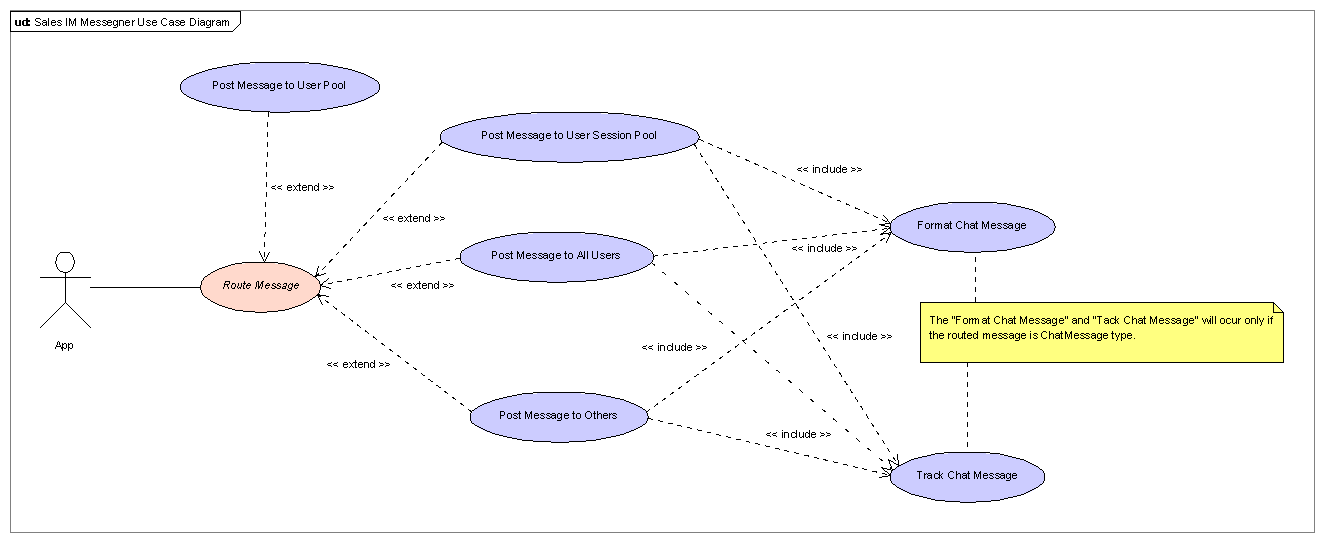 ud: Sales IM Messegner Use Case Diagram
Post Message to User Pool
Post Message to User Session Pool
<< include >>
<< extend >>
<< extend >>
Format Chat Message
Post Message to All Users
<< include >>
<< extend >>
Route Message
App
The "Format Chat Message" and "Tack Chat Message" will ocur only if
the routed message is ChatMessage type.
<< include >>
<< include >>
<< extend >>
Post Message to Others
<< include >>
Track Chat Message